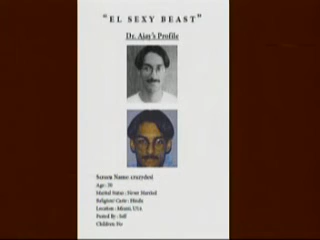 "EL SEXY BEAST"
Dr. Ajay's Profile
Screen Name: crazydesi
Age : 30
Marital Status : Never Married
Religion/ Caste : Hindu
Location : Miami, USA
Posted By : Self
Children: No